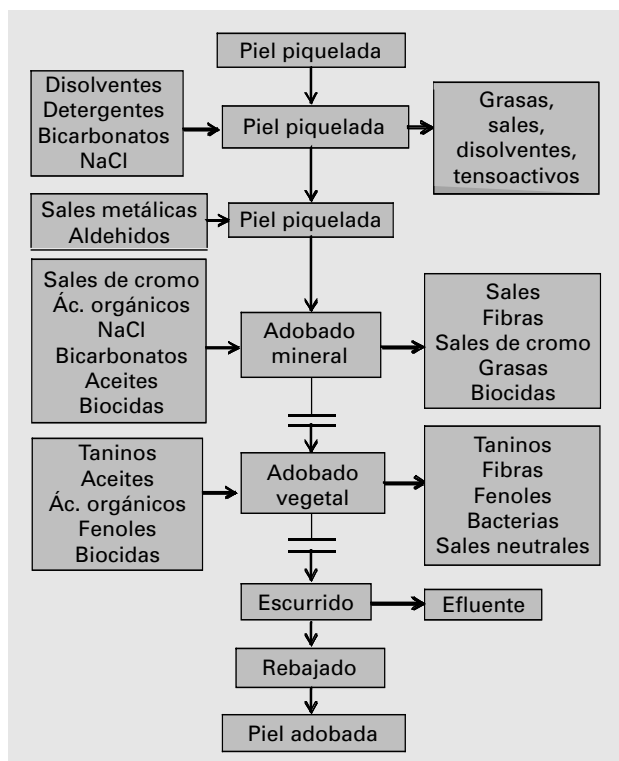 Piel piquelada
Disolventes
Detergentes
Bicarbonatos
NaCl
Piel piquelada
Grasas,
sales,
disolventes,
tensoactivos
Sales metálicas
Aldehidos
Piel piquelada
Sales de cromo
Ác. orgánicos
NaCl
Bicarbonatos
Aceites
Biocidas
Adobado
mineral
Sales
Fibras
Sales de cromo
Grasas
Biocidas
Taninos
Aceites
Ác. orgánicos
Fenoles
Biocidas
Adobado
vegetal
Taninos
Fibras
Fenoles
Bacterias
Sales neutrales
Escurrido
Efluente
Rebajado
Piel adobada